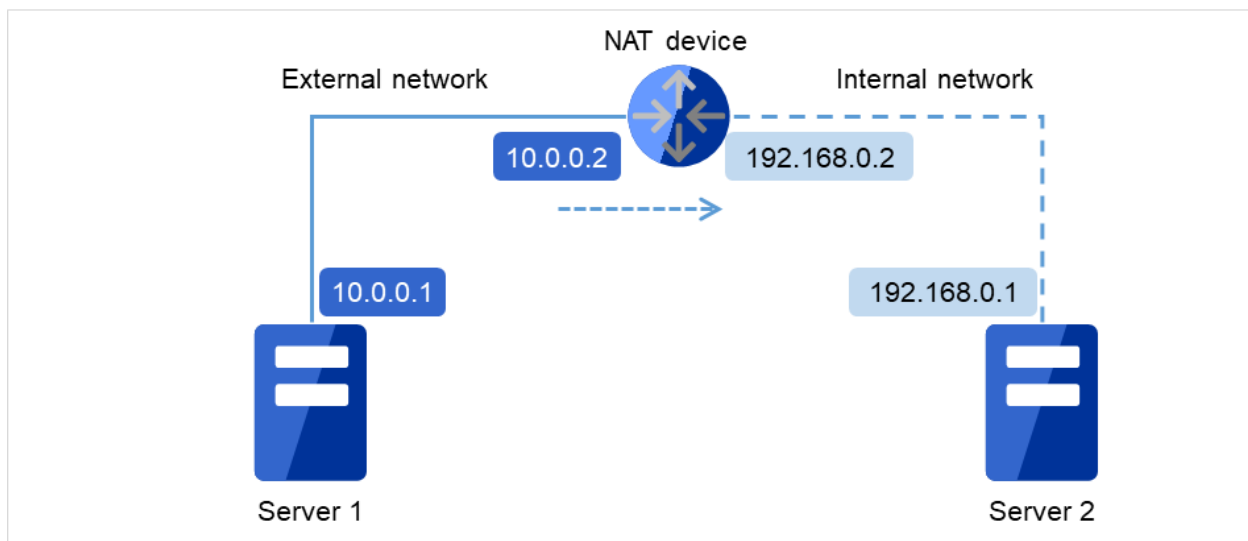 NAT device
External network
Internal network
10.0.0.2
192.168.0.2
10.0.0.1
192.168.0.1
Server 1
Server 2